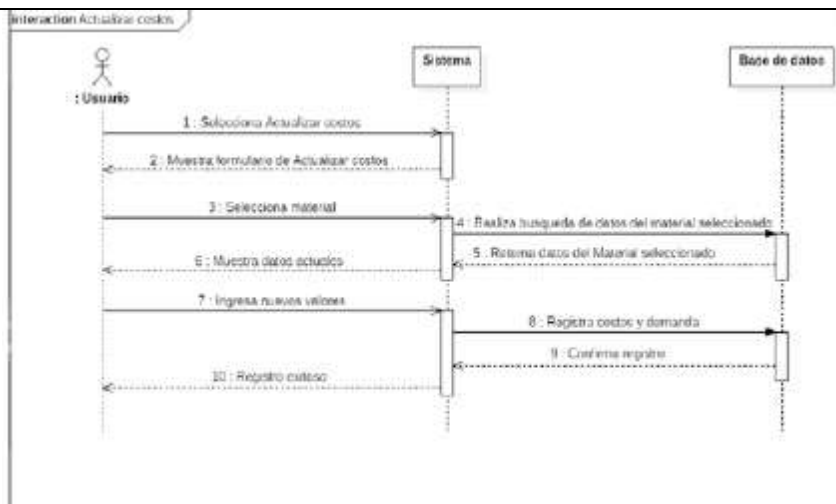 interaction Actualizar costos
Sistema
Base de datos
: Usuario
1 : Selecciona Actualizar costos
2 : Muestra formulario de Actualizar costos
3 : Selecciona material
4 : Realiza busqueda de datos del material seleccionado
5 : Retorna datos del Material seleccionado
6 : Muestra datos actuales
7 : Ingresa nuevos valores
8 : Registra costos y demanda
9 : Confirma registro
10 : Registro exitoso